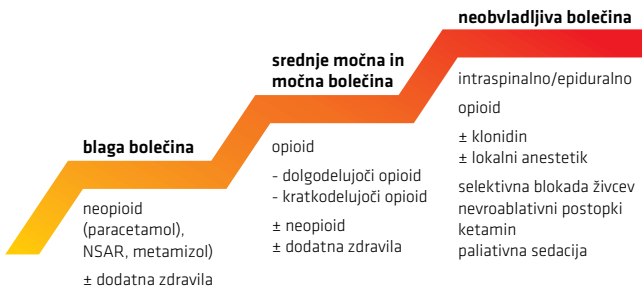 blaga bolečina
neopioid
(paracetamol),
NSAR, metamizol)
± dodatna zdravila
srednje močna in
močna bolečina
opioid
- dolgodelujoči opioid
- kratkodelujoči opioid
± neopioid
± dodatna zdravila
neobvladljiva bolečina
intraspinalno/epiduralno
opioid
± klonidin
± lokalni anestetik
selektivna blokada živcev
nevroablativni postopki
ketamin
paliativna sedacija